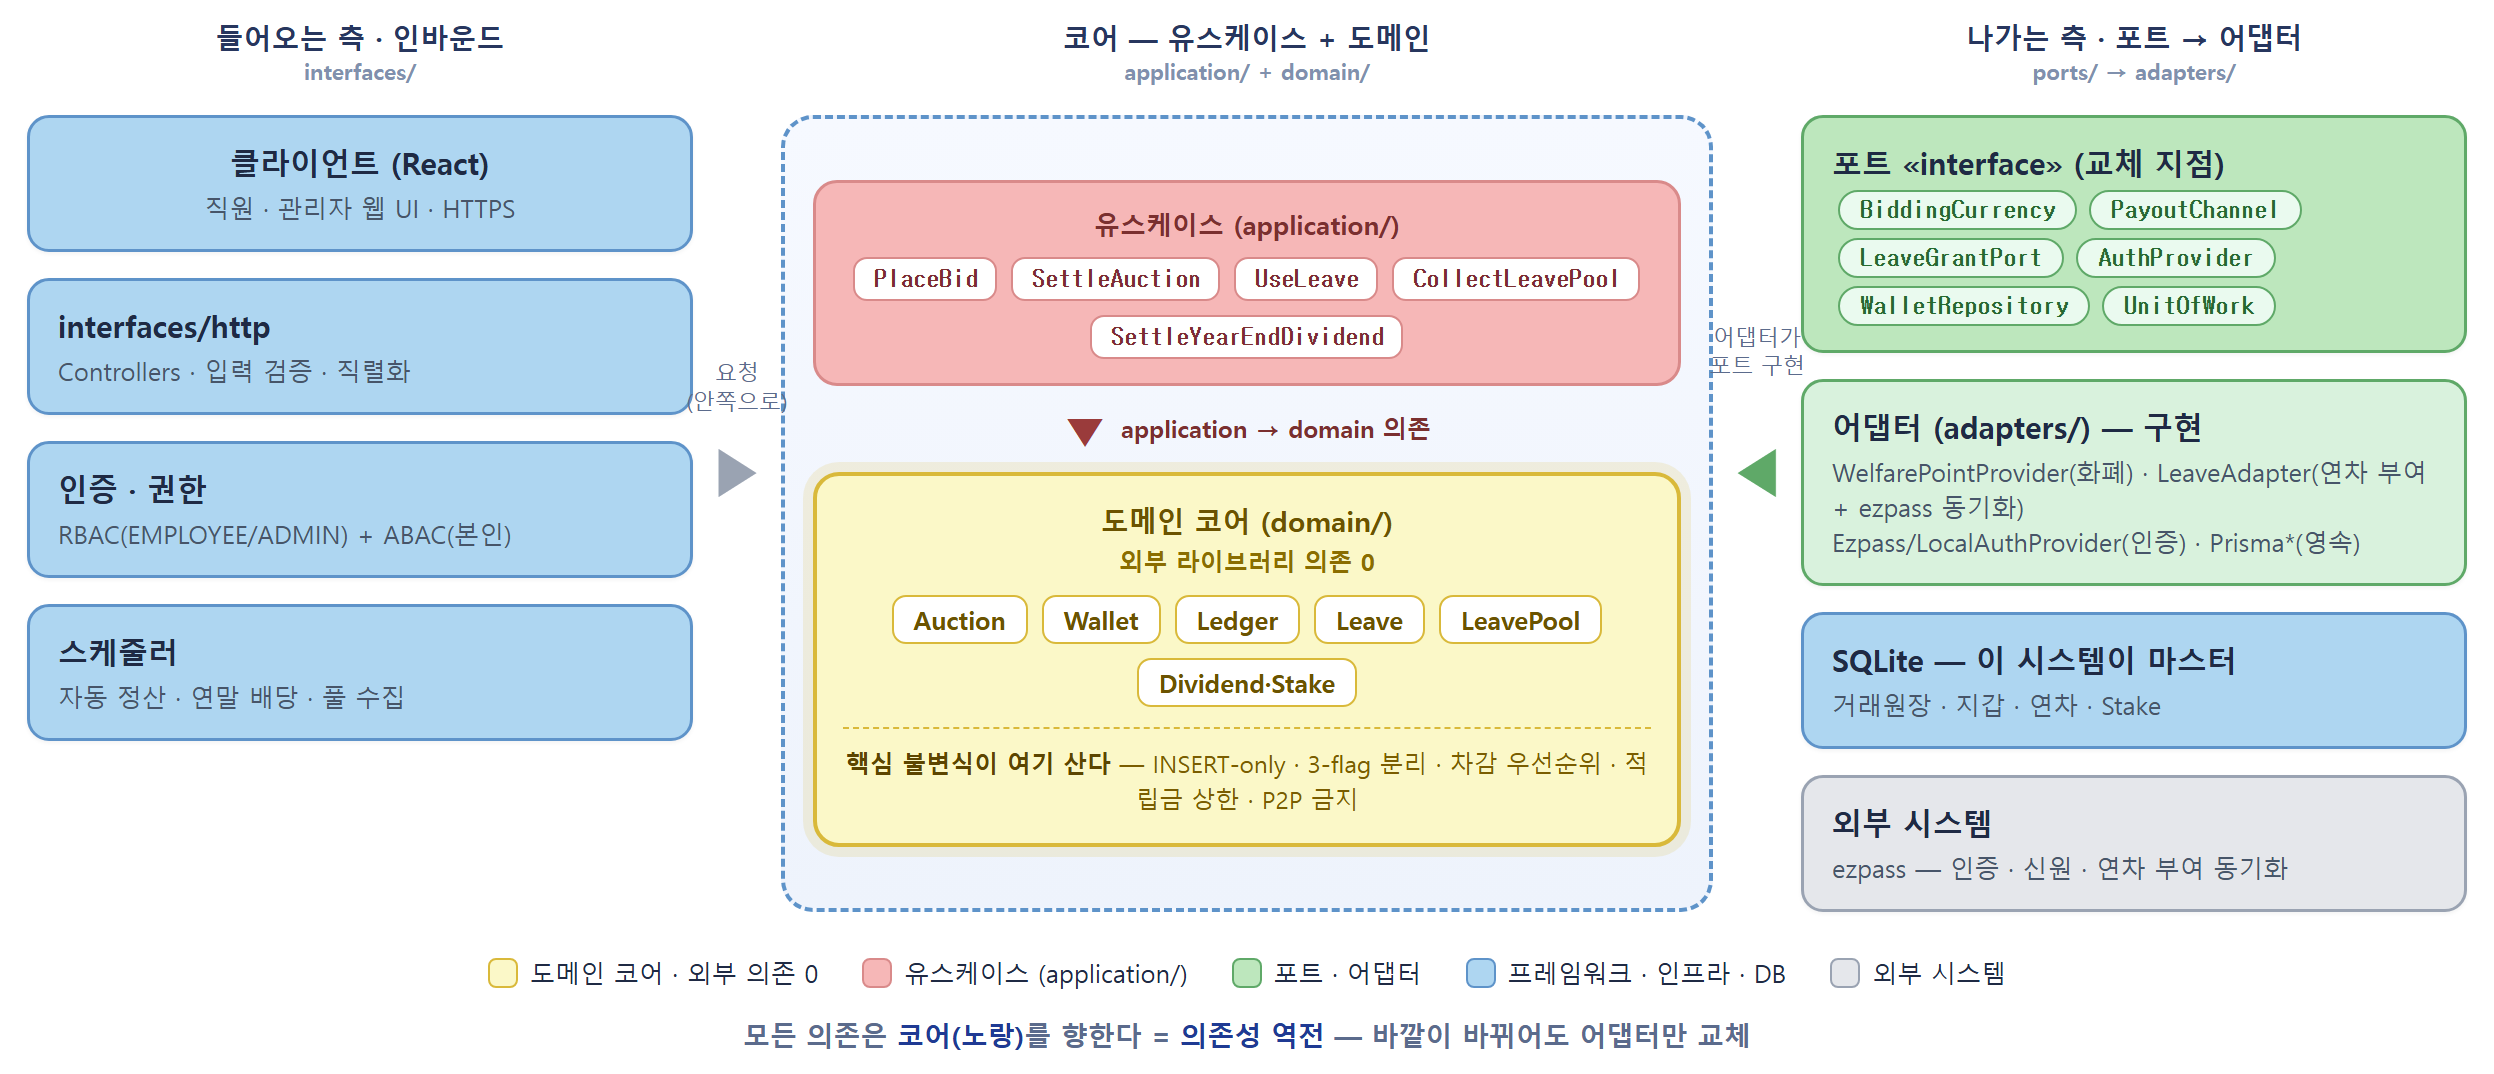 들어오는 측 · 인바운드
interfaces/
클라이언트 (React)
직원 · 관리자 웹 UI · HTTPS
interfaces/http
Controllers · 입력 검증 · 직렬화
인증 · 권한
RBAC(EMPLOYEE/ADMIN) + ABAC(본인)
스케줄러
자동 정산 · 연말 배당 · 풀 수집
요청
(안쪽으로)
코어 — 유스케이스 + 도메인
application/ + domain/
유스케이스 (application/)
PlaceBid SettleAuction UseLeave CollectLeavePool
SettleYearEndDividend
application → domain 의존
도메인 코어 (domain/)
외부 라이브러리 의존 0
Auction Wallet Ledger Leave LeavePool
Dividend·Stake
핵심 불변식이 여기 산다 — INSERT-only · 3-flag 분리 · 차감 우선순위 · 적
립금 상한 · P2P 금지
어댑터가
포트 구현
나가는 측 · 포트 → 어댑터
ports/ → adapters/
포트 «interface» (교체 지점)
BiddingCurrency PayoutChannel
LeaveGrantPort AuthProvider
WalletRepository UnitOfWork
어댑터 (adapters/) — 구현
WelfarePointProvider(화폐) · LeaveAdapter(연차 부여
+ ezpass 동기화)
Ezpass/LocalAuthProvider(인증) · Prisma*(영속)
SQLite — 이 시스템이 마스터
거래원장 · 지갑 · 연차 · Stake
외부 시스템
ezpass — 인증 · 신원 · 연차 부여 동기화
도메인 코어 · 외부 의존 0
유스케이스 (application/)
포트 · 어댑터
프레임워크 · 인프라 · DB
외부 시스템
모든 의존은 코어(노랑)를 향한다 = 의존성 역전 — 바깥이 바뀌어도 어댑터만 교체